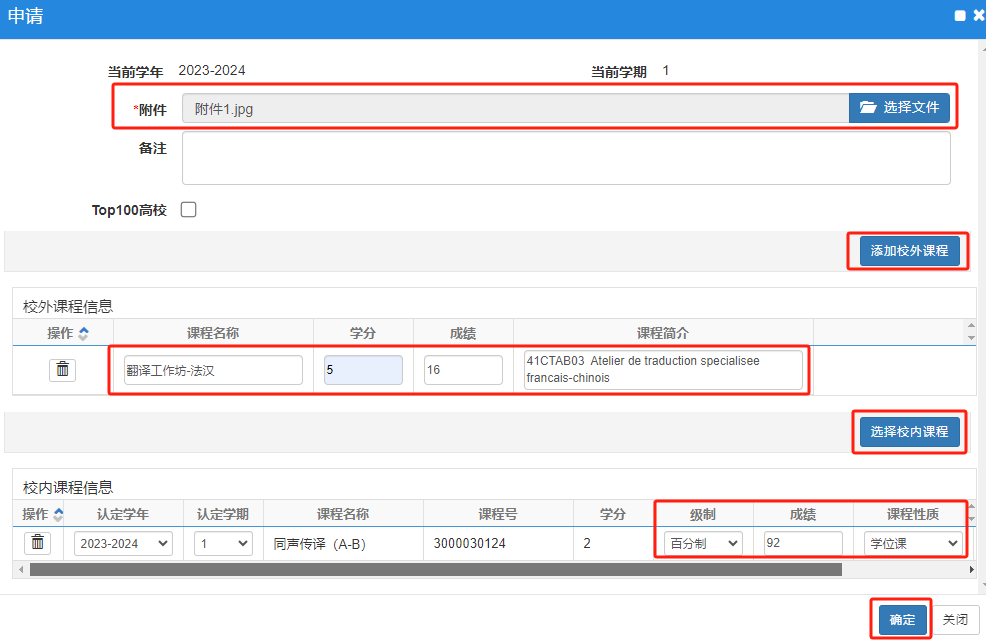 申请
当前学年 2023-2024 当前学期 1
*附件 附件1.jpg 选择文件
备注
Top100高校
添加校外课程
校外课程信息
操作 课程名称 学分 成绩 课程简介
翻译工作坊-法汉 5 16 41CTAB03 Atelier de traduction specialisee
francais-chinois
选择校内课程
校内课程信息
操作 认定学年 认定学期 课程名称 课程号 学分 级制 成绩 课程性质
2023-2024 1 同声传译（A-B） 3000030124 2 百分制 92 学位课
确定 关闭